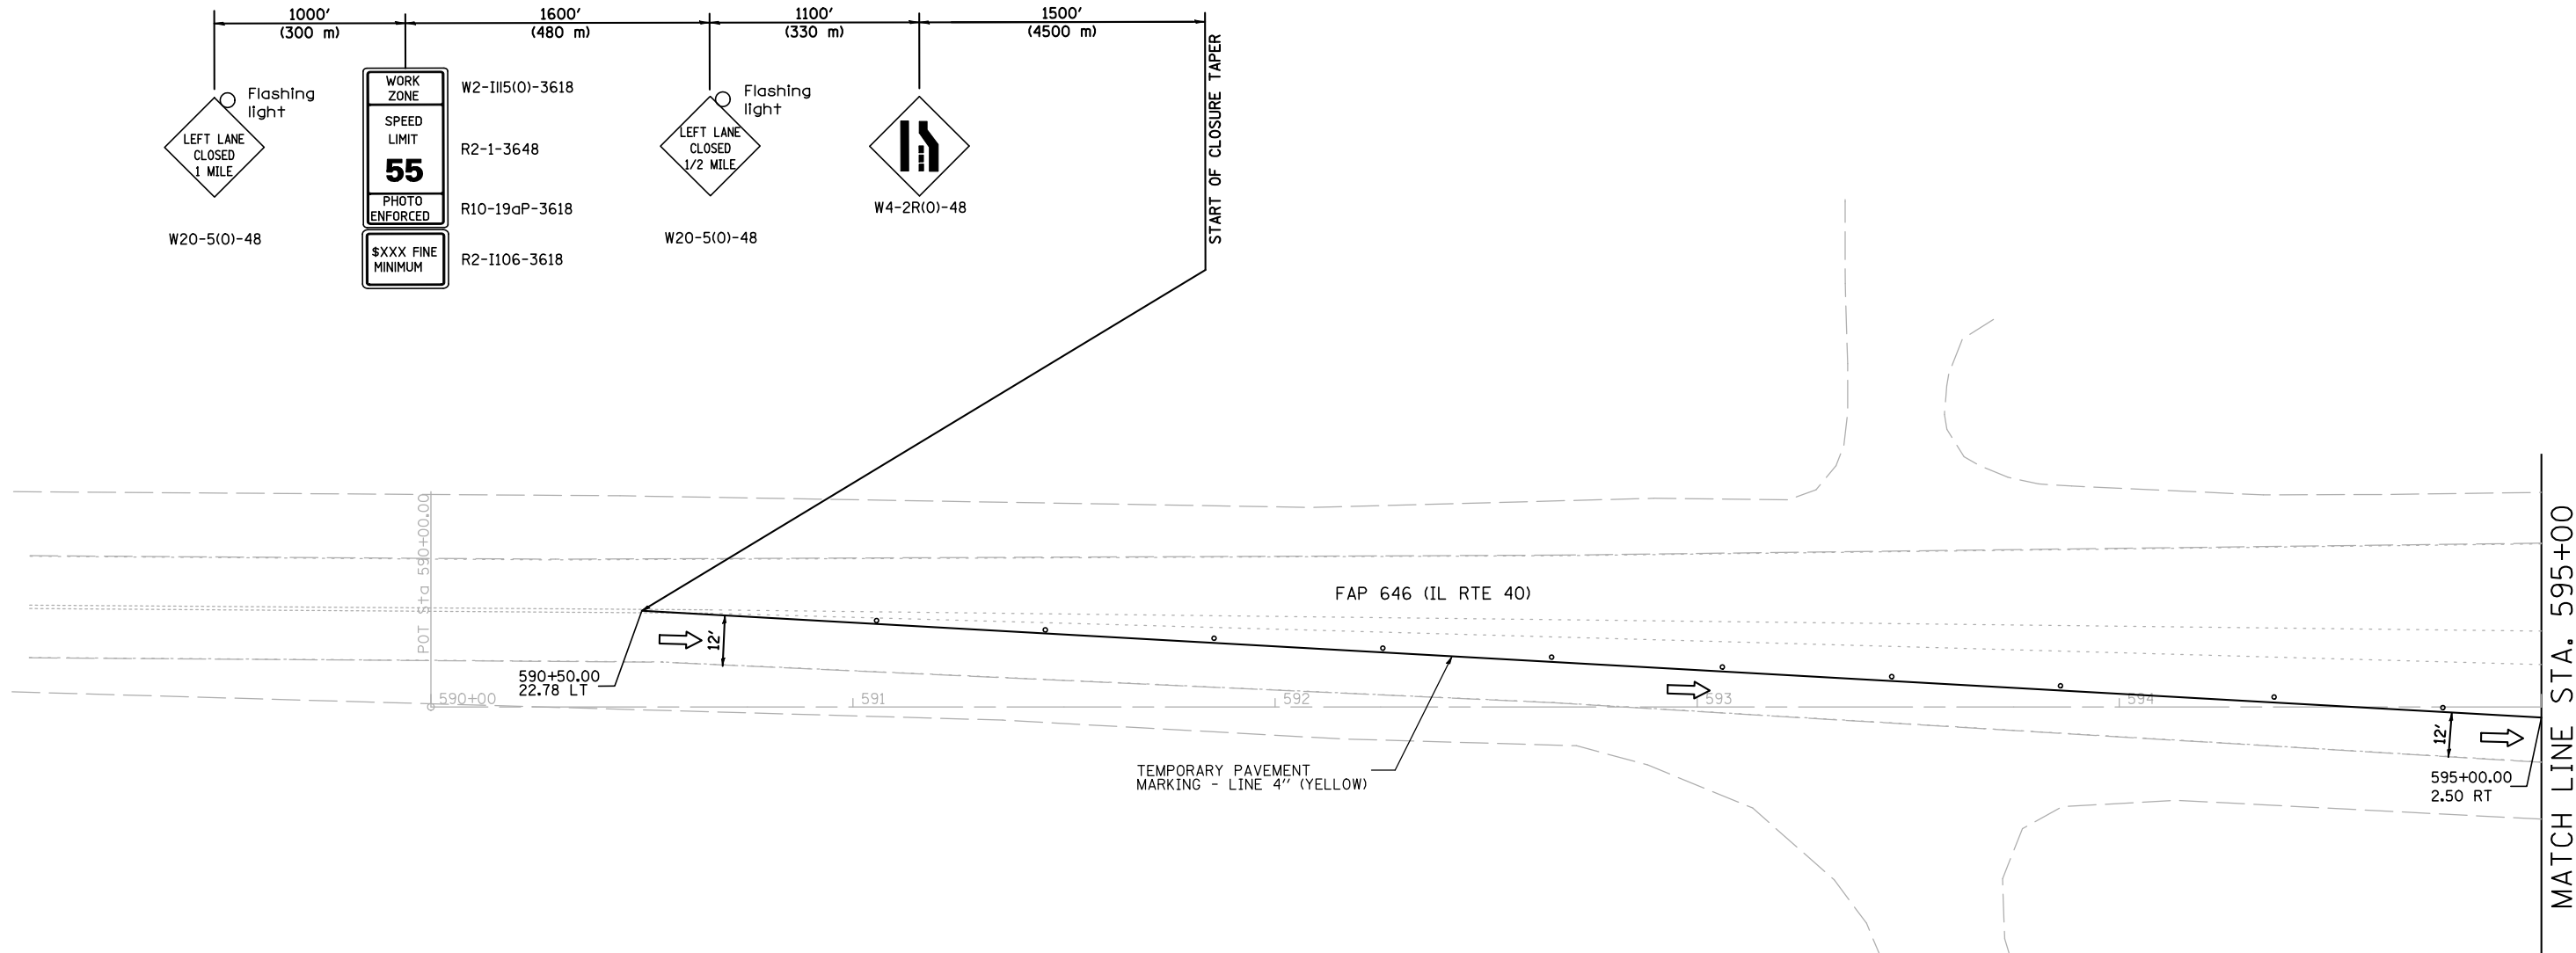 1000' 1600' 1100' 1500'
(300 m) (480 m) (330 m) (4500 m)
START OF CLOSURE TAPER
Flashing
light
LEFT LANE
CLOSED
1 MILE
W20-5(O)-48
WORK
ZONE
SPEED
LIMIT
55
PHOTO
ENFORCED
$XXX FINE
MINIMUM
W2-I115(O)-3618
R2-1-3648
R10-19aP-3618
R2-I106-3618
Flashing
light
LEFT LANE
CLOSED
1/2 MILE
W20-5(O)-48
W4-2R(O)-48
POT Sta 590+00.00
FAP 646 (IL RTE 40)
12'
590+50.00
22.78 LT
590+00 591 592 593 594
TEMPORARY PAVEMENT
MARKING - LINE 4" (YELLOW)
12'
595+00.00
2.50 RT
MATCH LINE STA. 595+00